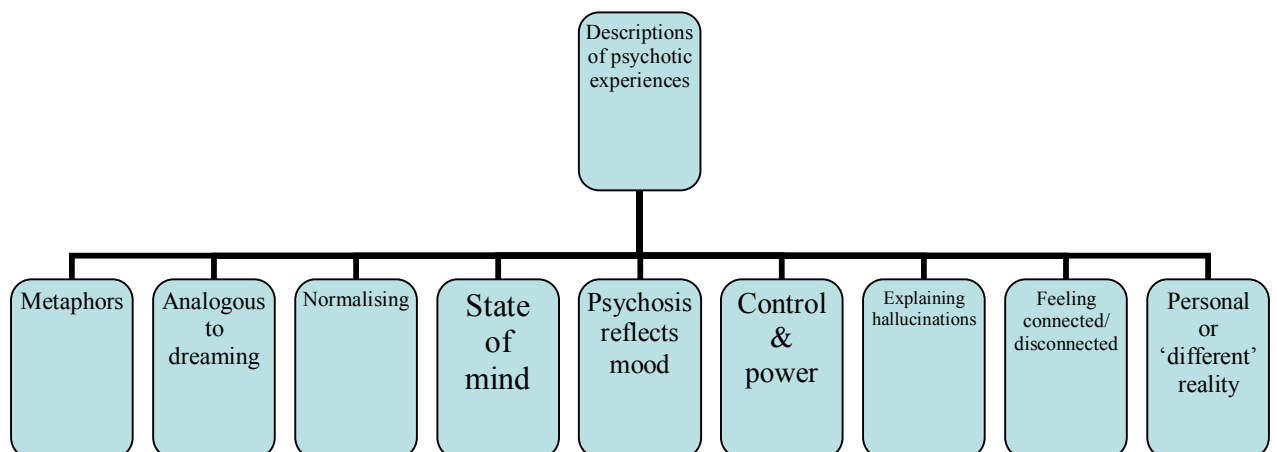 Descriptions
of psychotic
experiences
Metaphors
Analogous
to
dreaming
Normalising
State
of
mind
Psychosis
reflects
mood
Control
&
power
Explaining
hallucinations
Feeling
connected/
disconnected
Personal
or
‘different’
reality